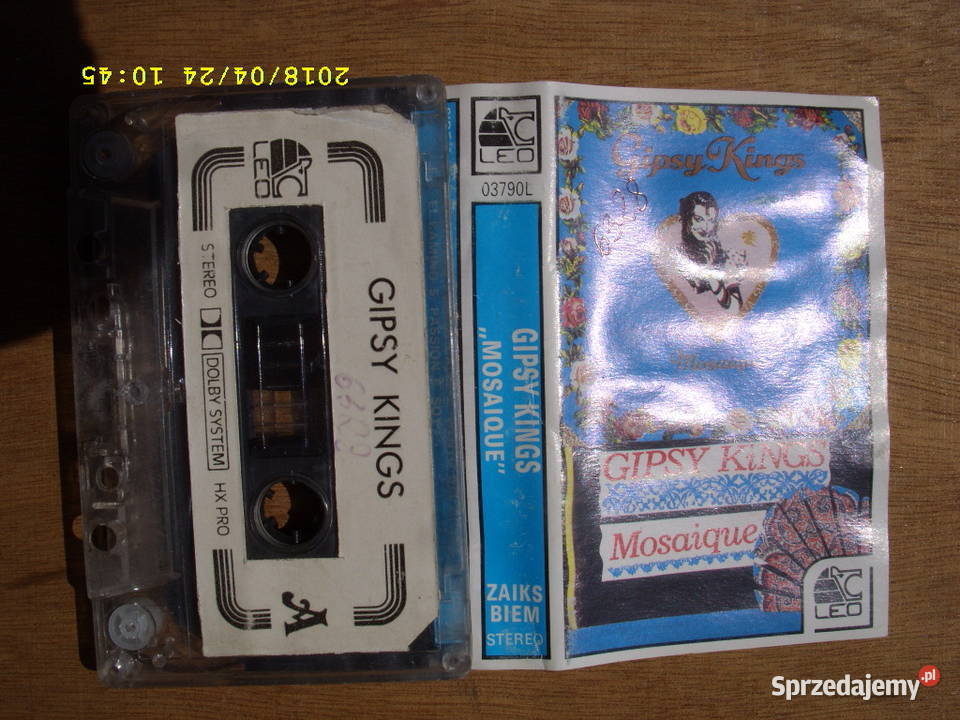 2018/04/24 10:45
LEO
STEREO
DOLBY SYSTEM
HX PRO
GIPSY KINGS
A
LEO
03790L
GIPSY KINGS
„MOSAIQUE”
ZAIKS
BIEM
STEREO
Gipsy Kings
Mosaique
GIPSY KiNGS
Mosaique
LEO
Sprzedajemy.pl